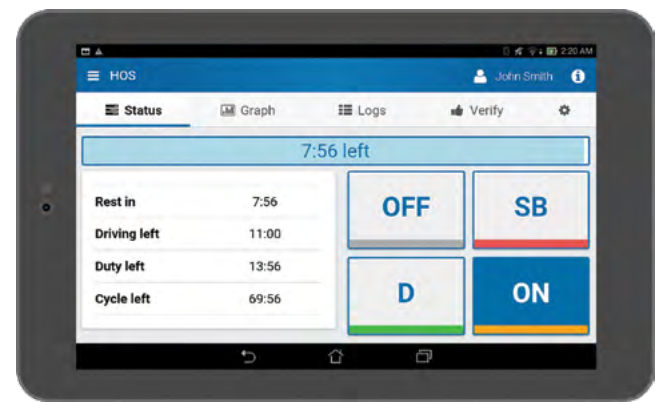 2:20 AM
HOS
John Smith
Status
Graph
Logs
Verify
7:56 left
Rest in 7:56
Driving left 11:00
Duty left 13:56
Cycle left 69:56
OFF
SB
D
ON